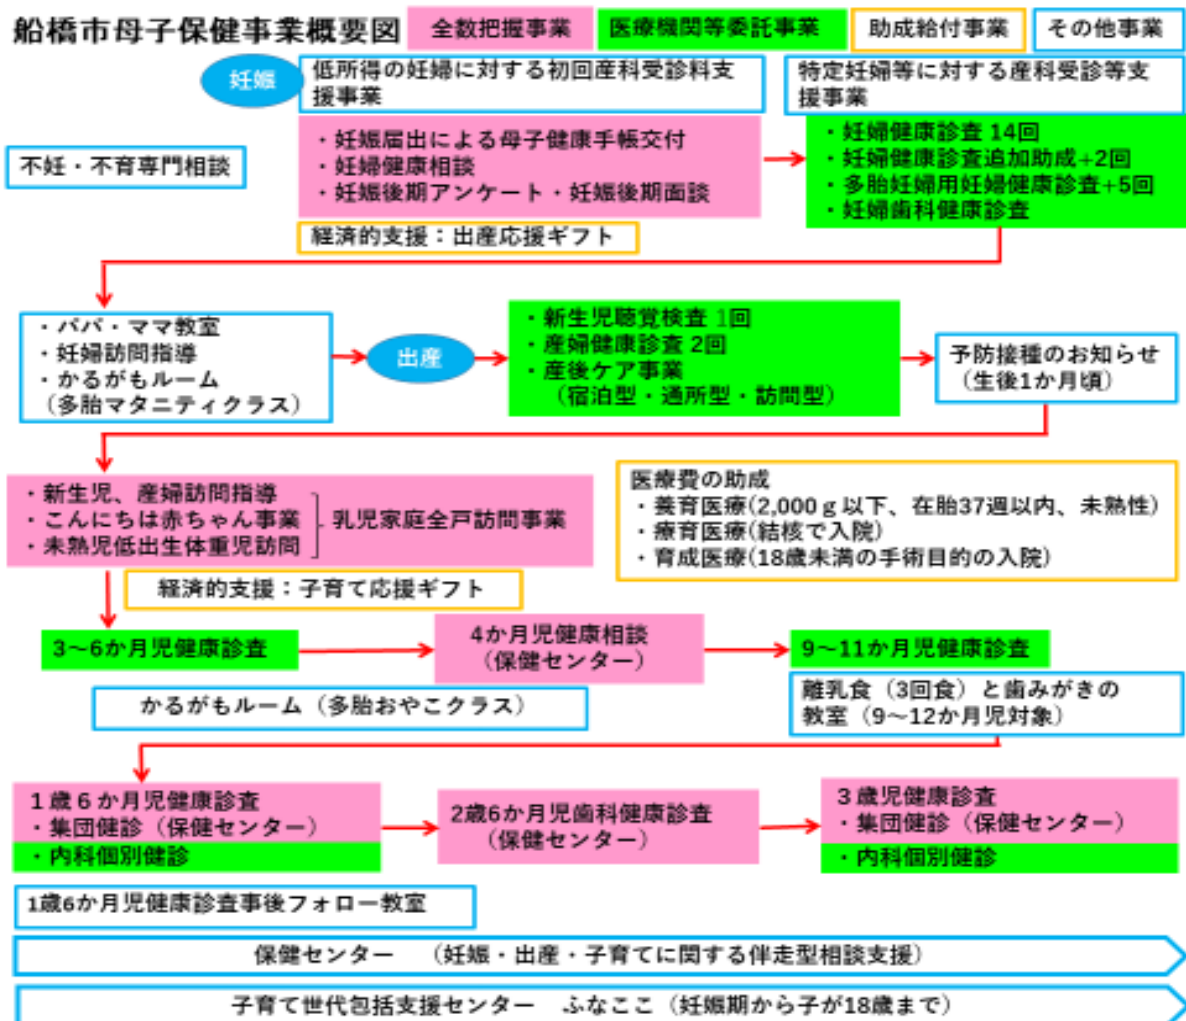 船橋市母子保健事業概要図
全数把握事業
医療機関等委託事業
助成給付事業
その他事業
妊娠
低所得の妊婦に対する初回産科受診料支
援事業
特定妊婦等に対する産科受診等支
援事業
不妊・不育専門相談
・妊娠届出による母子健康手帳交付
・妊婦健康相談
・妊娠後期アンケート・妊娠後期面談
・妊婦健康診査 14回
・妊婦健康診査追加助成+2回
・多胎妊婦用妊婦健康診査+5回
・妊婦歯科健康診査
経済的支援：出産応援ギフト
・パパ・ママ教室
・妊婦訪問指導
・かるがもルーム
（多胎マタニティクラス）
出産
・新生児聴覚検査 1回
・産婦健康診査 2回
・産後ケア事業
（宿泊型・通所型・訪問型）
予防接種のお知らせ
（生後1か月頃）
・新生児、産婦訪問指導
・こんにちは赤ちゃん事業
・未熟児低出生体重児訪問
乳児家庭全戸訪問事業
医療費の助成
・養育医療(2,000ｇ以下、在胎37週以内、未熟性)
・療育医療(結核で入院)
・育成医療(18歳未満の手術目的の入院)
経済的支援：子育て応援ギフト
3～6か月児健康診査
4か月児健康相談
（保健センター）
9～11か月児健康診査
かるがもルーム（多胎おやこクラス）
離乳食（3回食）と歯みがきの
教室（9～12か月児対象）
１歳６か月児健康診査
・集団健診（保健センター）
・内科個別健診
2歳6か月児歯科健康診査
（保健センター）
３歳児健康診査
・集団健診（保健センター）
・内科個別健診
1歳6か月児健康診査事後フォロー教室
保健センター　（妊娠・出産・子育てに関する伴走型相談支援）
子育て世代包括支援センター　ふなここ（妊娠期から子が18歳まで）